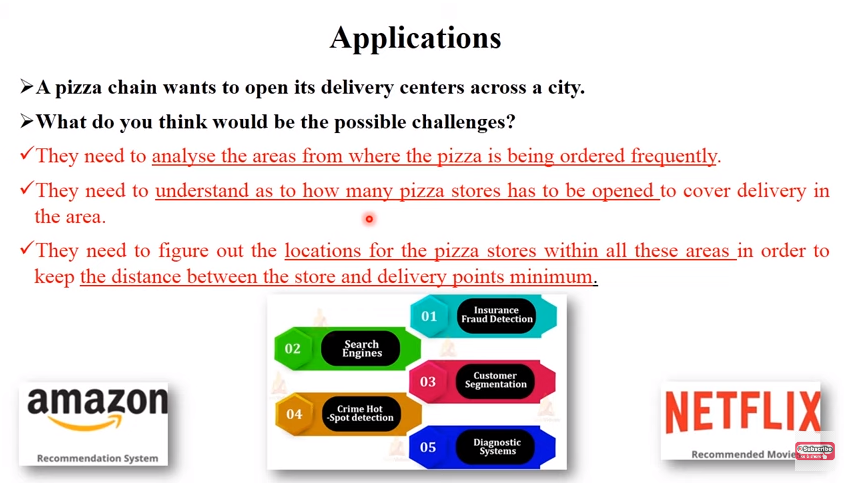 Applications
➢A pizza chain wants to open its delivery centers across a city.
➢What do you think would be the possible challenges?
✓They need to analyse the areas from where the pizza is being ordered frequently.
✓They need to understand as to how many pizza stores has to be opened to cover delivery in
the area.
✓They need to figure out the locations for the pizza stores within all these areas in order to
keep the distance between the store and delivery points minimum.
01
Insurance
Fraud Detection
02
Search
Engines
03
Customer
Segmentation
04
Crime Hot
-Spot detection
05
Diagnostic
Systems
amazon
Recommendation System
NETFLIX
Recommended Movie
Subscribe